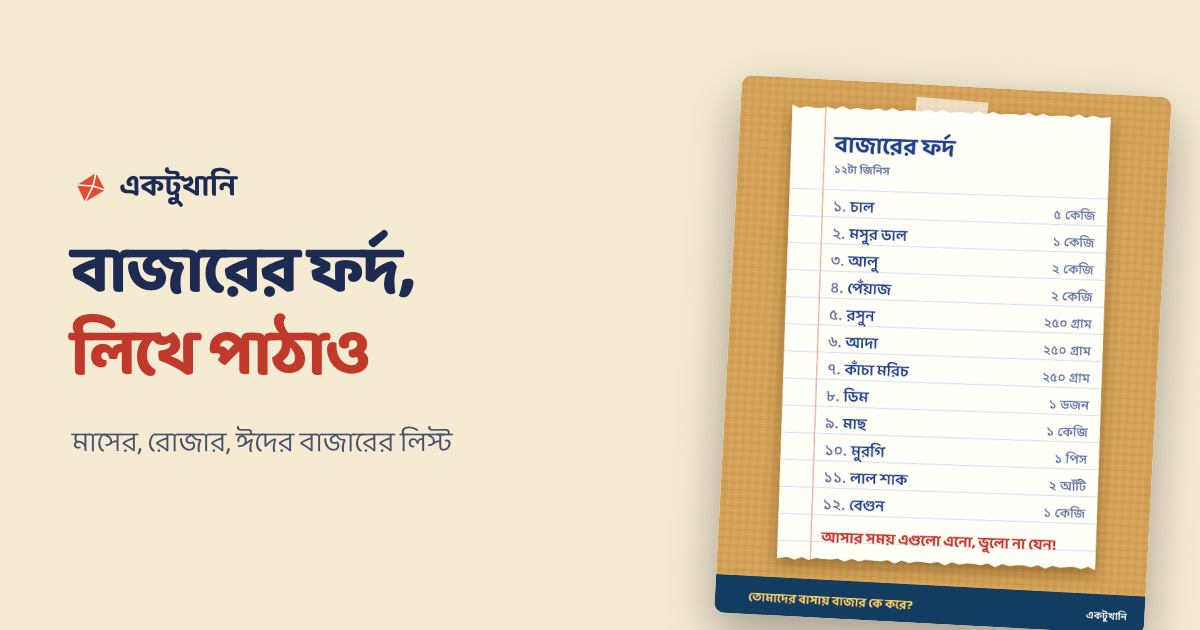 একটুখানি
বাজারের ফর্দ,
লিখে পাঠাও
মাসের, রোজার, ঈদের বাজারের লিস্ট
বাজারের ফর্দ
১২টা জিনিস
১. চাল ৫ কেজি
২. মসুর ডাল ১ কেজি
৩. আলু ২ কেজি
৪. পেঁয়াজ ২ কেজি
৫. রসুন ২৫০ গ্রাম
৬. আদা ২৫০ গ্রাম
৭. কাঁচা মরিচ ২৫০ গ্রাম
৮. ডিম ১ ডজন
৯. মাছ ১ কেজি
১০. মুরগি ১ পিস
১১. লাল শাক ২ আঁটি
১২. বেগুন ১ কেজি
আসার সময় এগুলো এনো, ভুলো না যেন!
তোমাদের বাসায় বাজার কে করে?
একটুখানি